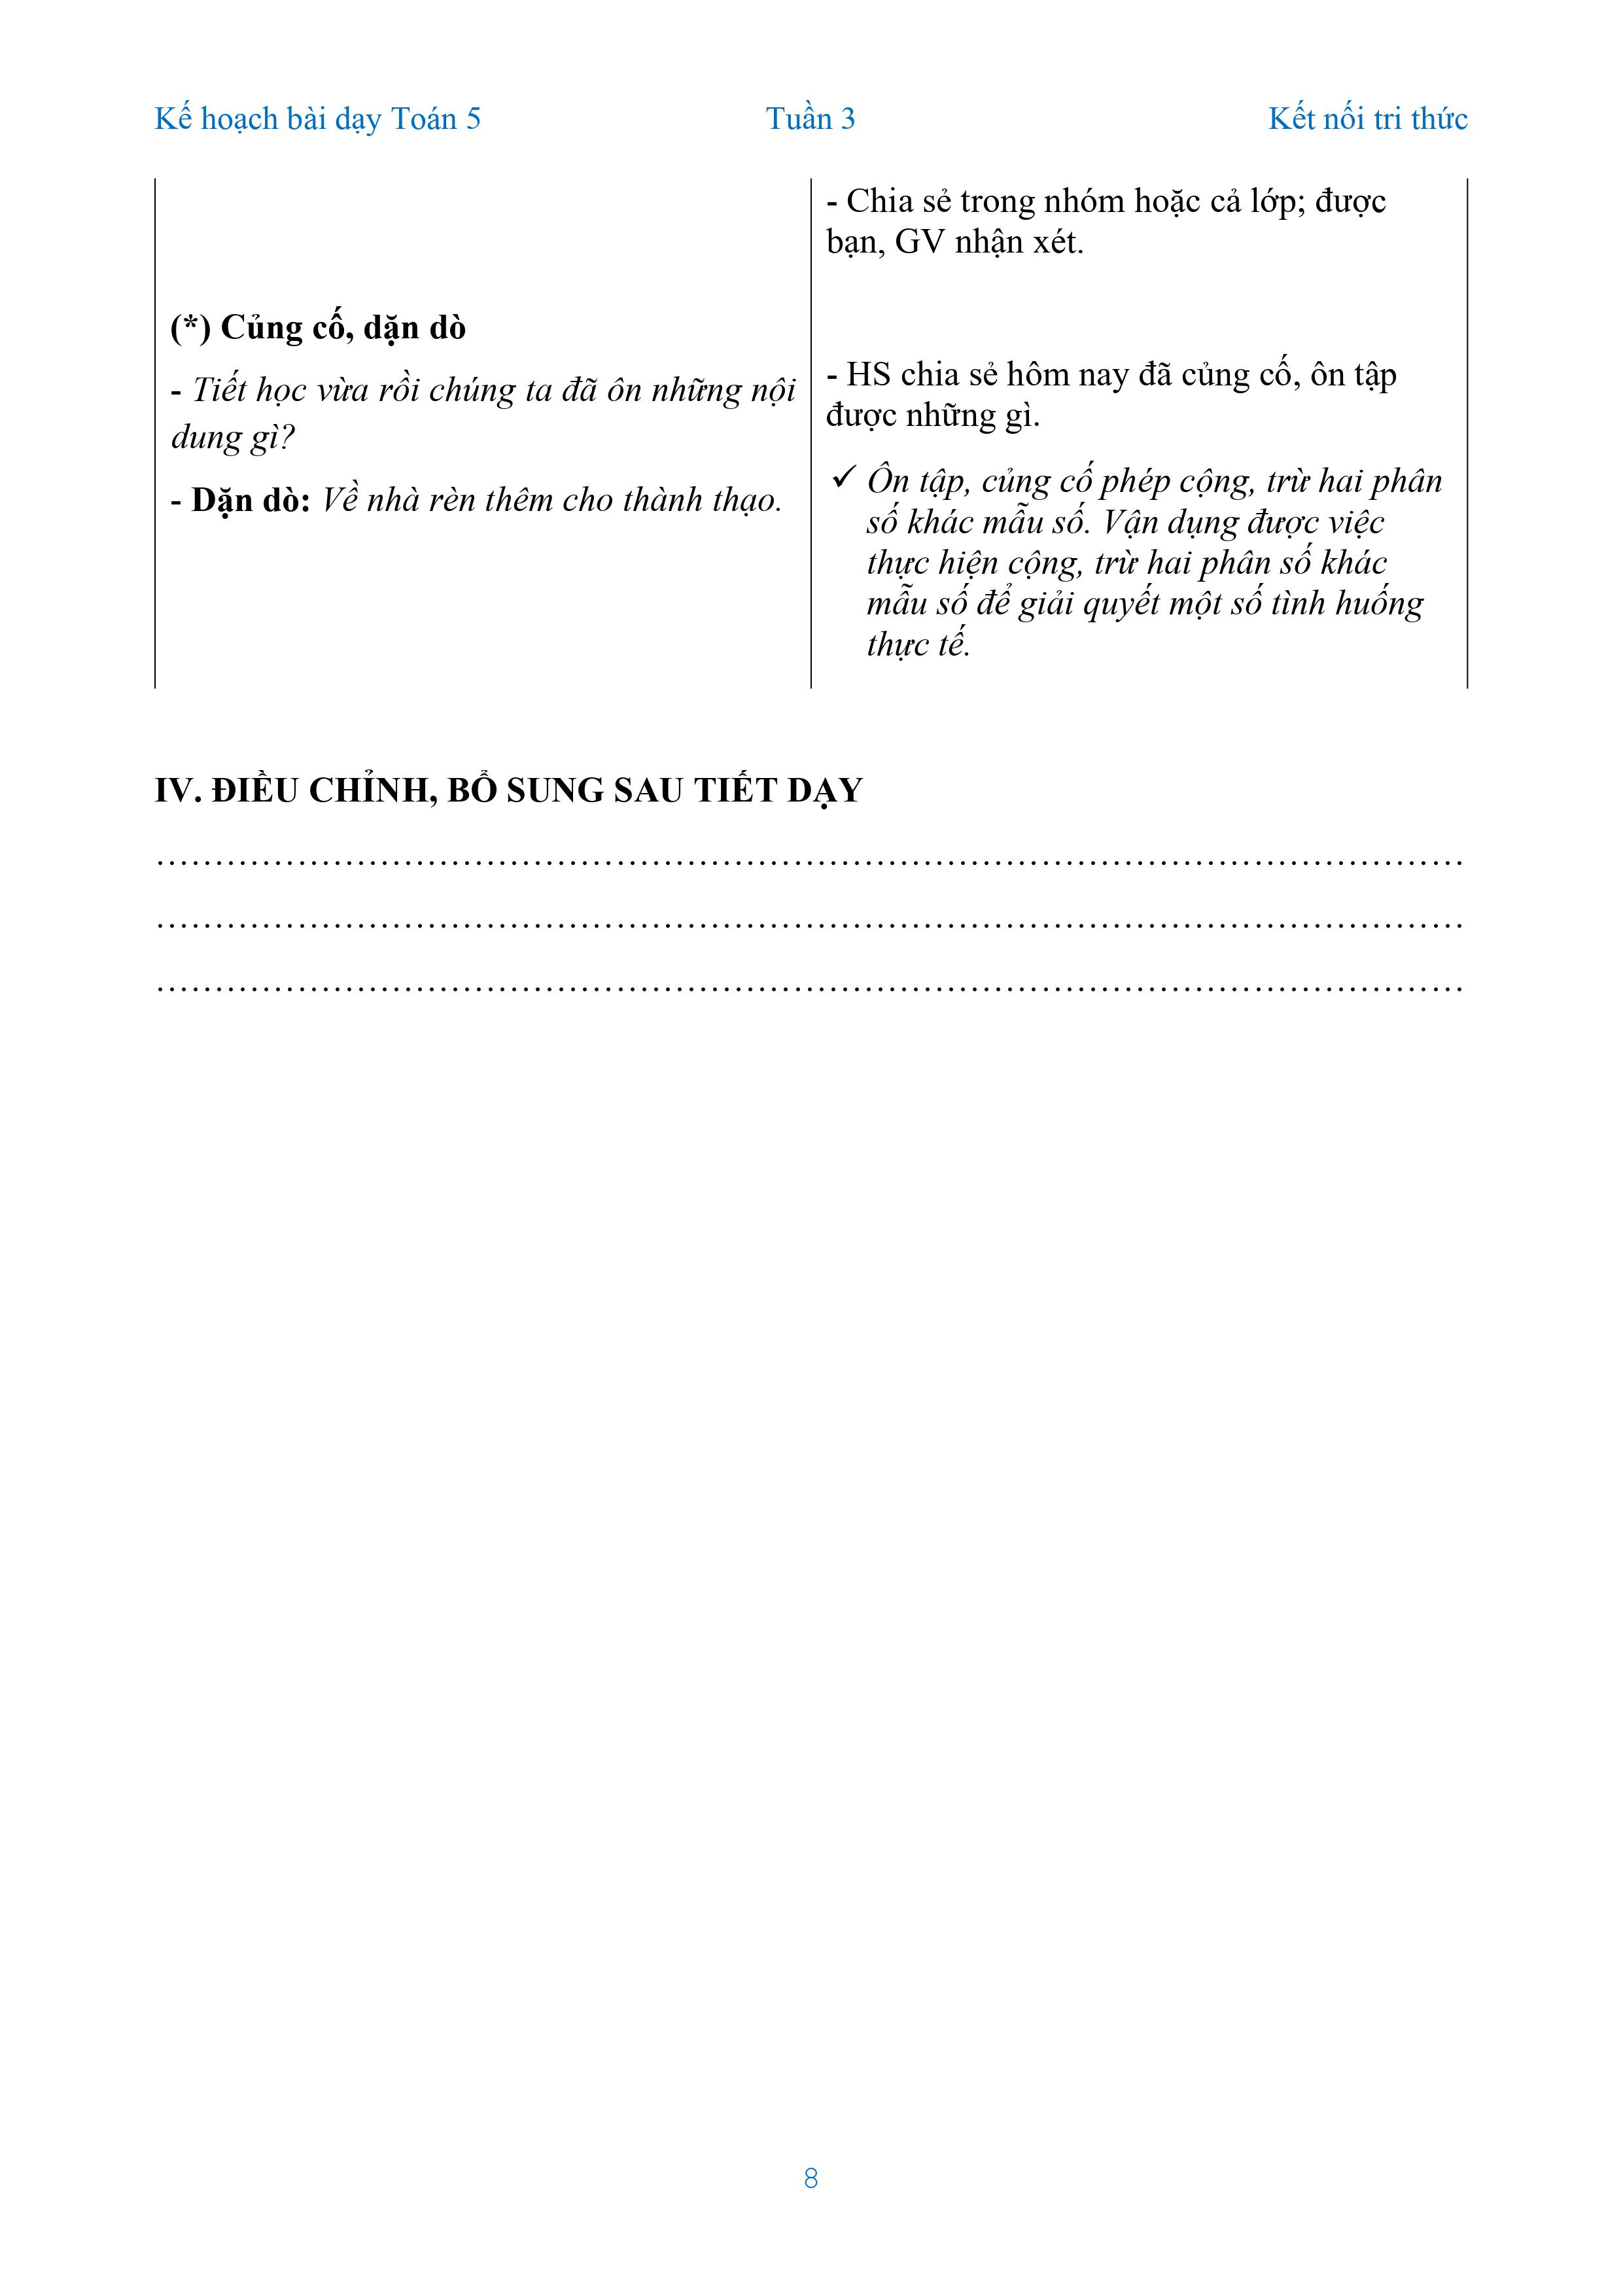 Kế hoạch bài dạy Toán 5 Tuần 3 Kết nối tri thức
(*) Củng cố, dặn dò
- Tiết học vừa rồi chúng ta đã ôn những nội
dung gì?
- Dặn dò: Về nhà rèn thêm cho thành thạo.
- Chia sẻ trong nhóm hoặc cả lớp; được
bạn, GV nhận xét.
- HS chia sẻ hôm nay đã củng cố, ôn tập
được những gì.
✓ Ôn tập, củng cố phép cộng, trừ hai phân
số khác mẫu số. Vận dụng được việc
thực hiện cộng, trừ hai phân số khác
mẫu số để giải quyết một số tình huống
thực tế.
IV. ĐIỀU CHỈNH, BỔ SUNG SAU TIẾT DẠY
……………………………………………………………………………………………
……………………………………………………………………………………………
……………………………………………………………………………………………
8